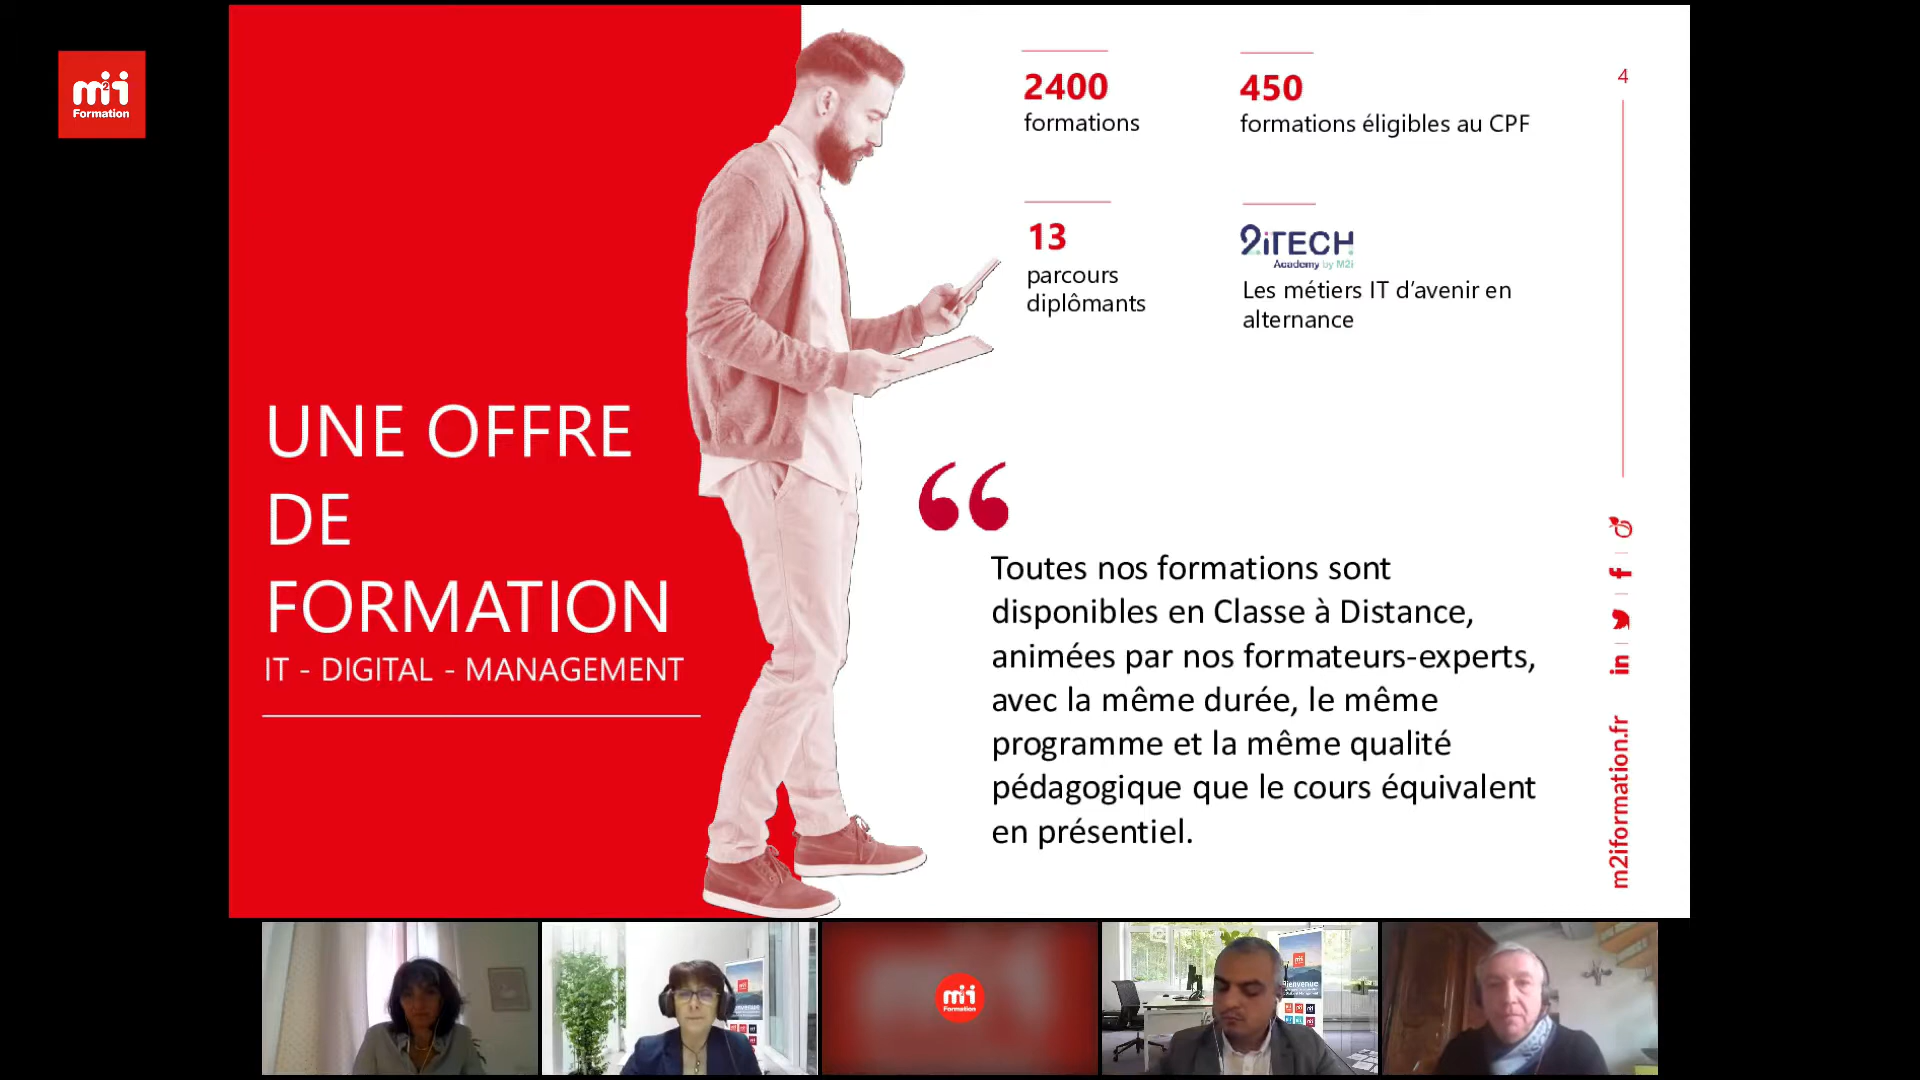 m2i
Formation
UNE OFFRE
DE
FORMATION
IT - DIGITAL - MANAGEMENT
2400
formations
450
formations éligibles au CPF
13
parcours
diplômants
2iTECH
Academy by M2i
Les métiers IT d’avenir en
alternance
“
Toutes nos formations sont
disponibles en Classe à Distance,
animées par nos formateurs-experts,
avec la même durée, le même
programme et la même qualité
pédagogique que le cours équivalent
en présentiel.
4
m2iformation.fr
m2i
Formation
Bienvenue